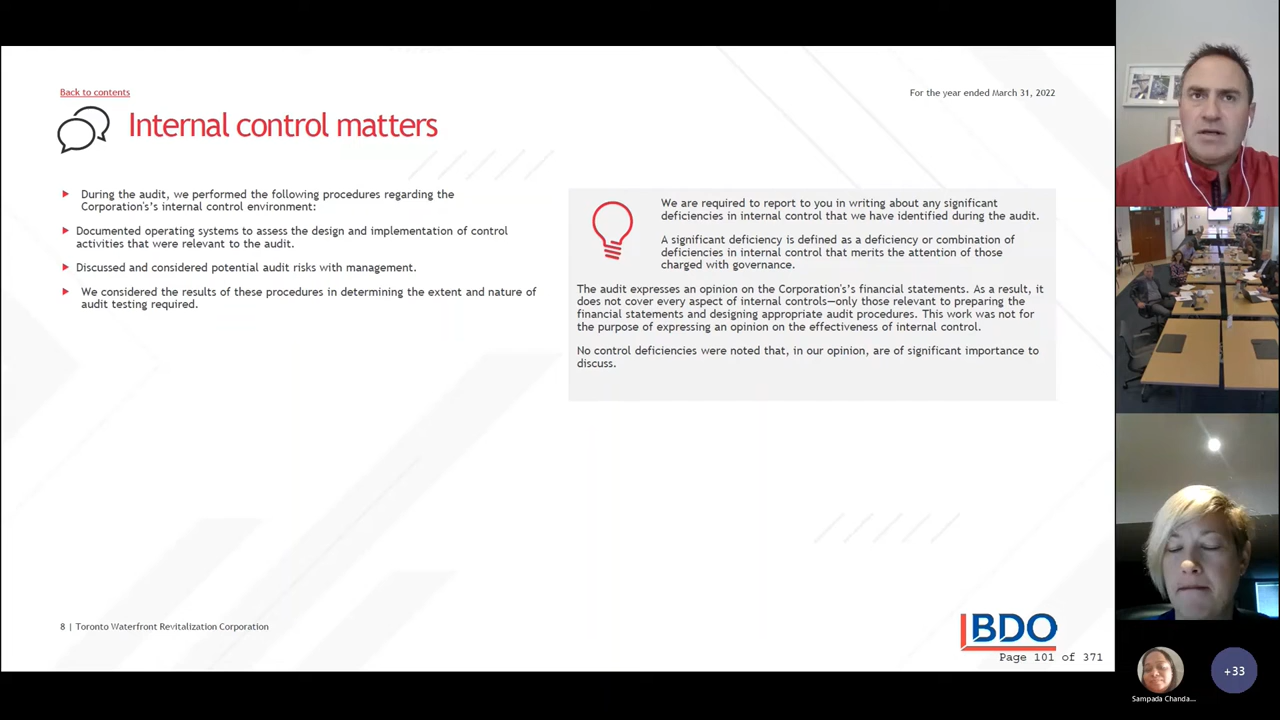 Back to contents
For the year ended March 31, 2022
Internal control matters
During the audit, we performed the following procedures regarding the
Corporation's's internal control environment:
Documented operating systems to assess the design and implementation of control
activities that were relevant to the audit.
Discussed and considered potential audit risks with management.
We considered the results of these procedures in determining the extent and nature of
audit testing required.
We are required to report to you in writing about any significant
deficiencies in internal control that we have identified during the audit.
A significant deficiency is defined as a deficiency or combination of
deficiencies in internal control that merits the attention of those
charged with governance.
The audit expresses an opinion on the Corporation's's financial statements. As a result, it
does not cover every aspect of internal controls—only those relevant to preparing the
financial statements and designing appropriate audit procedures. This work was not for
the purpose of expressing an opinion on the effectiveness of internal control.
No control deficiencies were noted that, in our opinion, are of significant importance to
discuss.
8 | Toronto Waterfront Revitalization Corporation
BDO
Page 101 of 371
+33
Sampada Chanda...